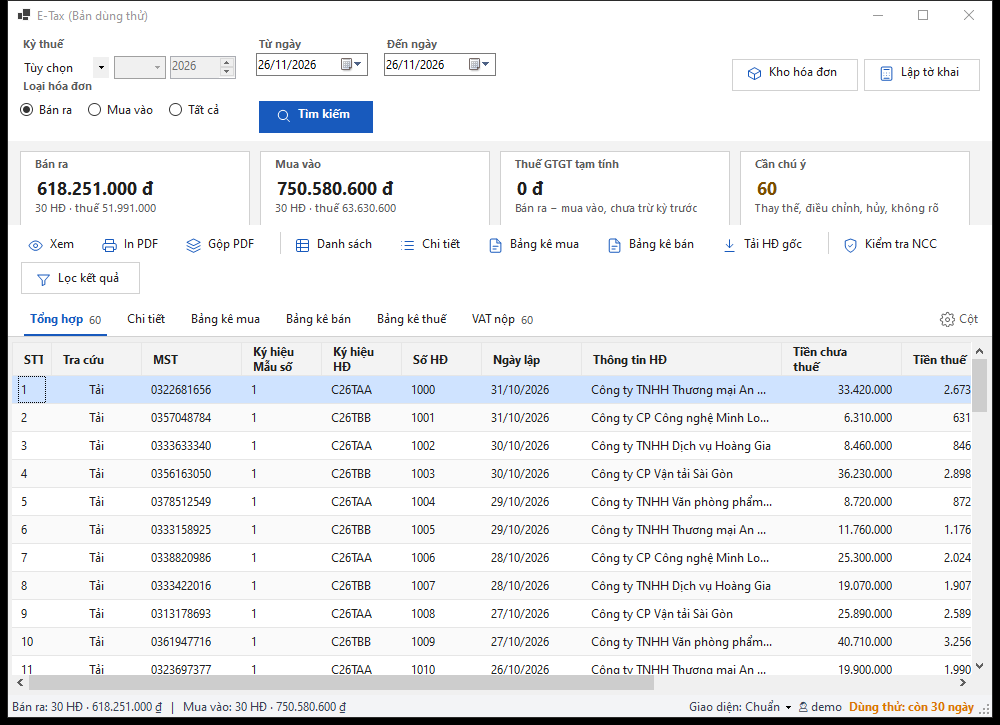 E-Tax (Bản dùng thử)
Kỳ thuế
Từ ngày
Đến ngày
Tùy chọn
2026
26/11/2026
26/11/2026
Kho hóa đơn
Lập tờ khai
Loại hóa đơn
Bán ra
Mua vào
Tất cả
Tìm kiếm
Bán ra
618.251.000 đ
30 HĐ · thuế 51.991.000
Mua vào
750.580.600 đ
30 HĐ · thuế 63.630.600
Thuế GTGT tạm tính
0 đ
Bán ra – mua vào, chưa trừ kỳ trước
Cần chú ý
60
Thay thế, điều chỉnh, hủy, không rõ
Xem
In PDF
Gộp PDF
Danh sách
Chi tiết
Bảng kê mua
Bảng kê bán
Tải HĐ gốc
Kiểm tra NCC
Lọc kết quả
Tổng hợp 60
Chi tiết
Bảng kê mua
Bảng kê bán
Bảng kê thuế
VAT nộp 60
Cột
STT Tra cứu MST Ký hiệu Mẫu số Ký hiệu HĐ Số HĐ Ngày lập Thông tin HĐ Tiền chưa thuế Tiền thuế
1 Tải 0322681656 1 C26TAA 1000 31/10/2026 Công ty TNHH Thương mại An ... 33.420.000 2.673
2 Tải 0357048784 1 C26TBB 1001 31/10/2026 Công ty CP Công nghệ Minh Lo... 6.310.000 631
3 Tải 0333633340 1 C26TAA 1002 30/10/2026 Công ty TNHH Dịch vụ Hoàng Gia 8.460.000 846
4 Tải 0356163050 1 C26TBB 1003 30/10/2026 Công ty CP Vận tải Sài Gòn 36.230.000 2.898
5 Tải 0378512549 1 C26TAA 1004 29/10/2026 Công ty TNHH Văn phòng phẩm... 8.720.000 872
6 Tải 0333158925 1 C26TBB 1005 29/10/2026 Công ty TNHH Thương mại An ... 11.760.000 1.176
7 Tải 0338820986 1 C26TAA 1006 28/10/2026 Công ty CP Công nghệ Minh Lo... 25.300.000 2.024
8 Tải 0333422016 1 C26TBB 1007 28/10/2026 Công ty TNHH Dịch vụ Hoàng Gia 19.070.000 1.907
9 Tải 0313178693 1 C26TAA 1008 27/10/2026 Công ty CP Vận tải Sài Gòn 25.890.000 2.589
10 Tải 0361947716 1 C26TBB 1009 27/10/2026 Công ty TNHH Văn phòng phẩm... 40.710.000 3.256
11 Tải 0323697377 1 C26TAA 1010 26/10/2026 Công ty TNHH Thương mại An ... 19.900.000 1.990
Bán ra: 30 HĐ · 618.251.000 ₫ | Mua vào: 30 HĐ · 750.580.600 ₫
Giao diện: Chuẩn
demo
Dùng thử: còn 30 ngày